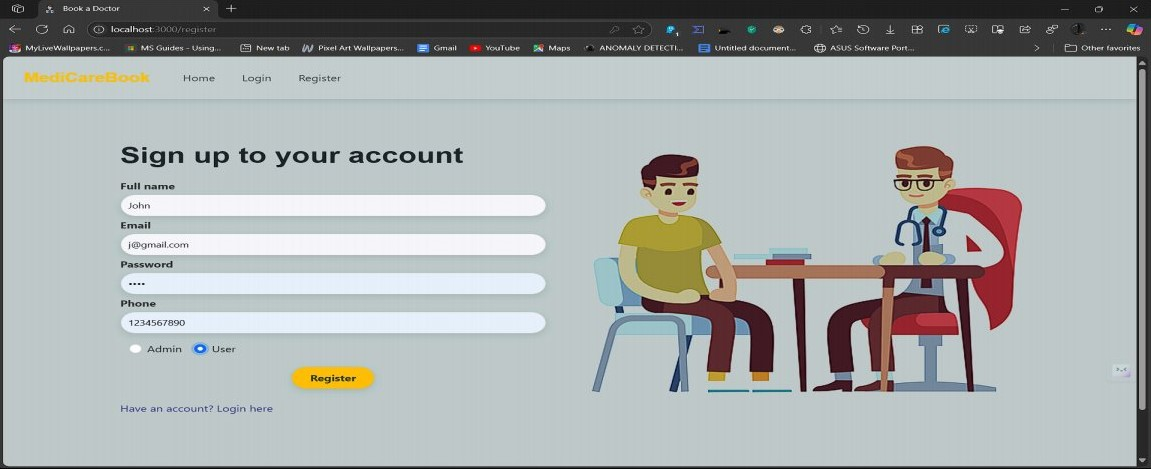 Book a Doctor
localhost:3000/register
MyLiveWallpapers.c... MS Guides - Using... New tab Pixel Art Wallpapers... Gmail YouTube Maps ANOMALY DETECTI... Untitled document... ASUS Software Port... Other favorites
MediCareBook Home Login Register
Sign up to your account
Full name
John
Email
j@gmail.com
Password
••••
Phone
1234567890
Admin User
Register
Have an account? Login here